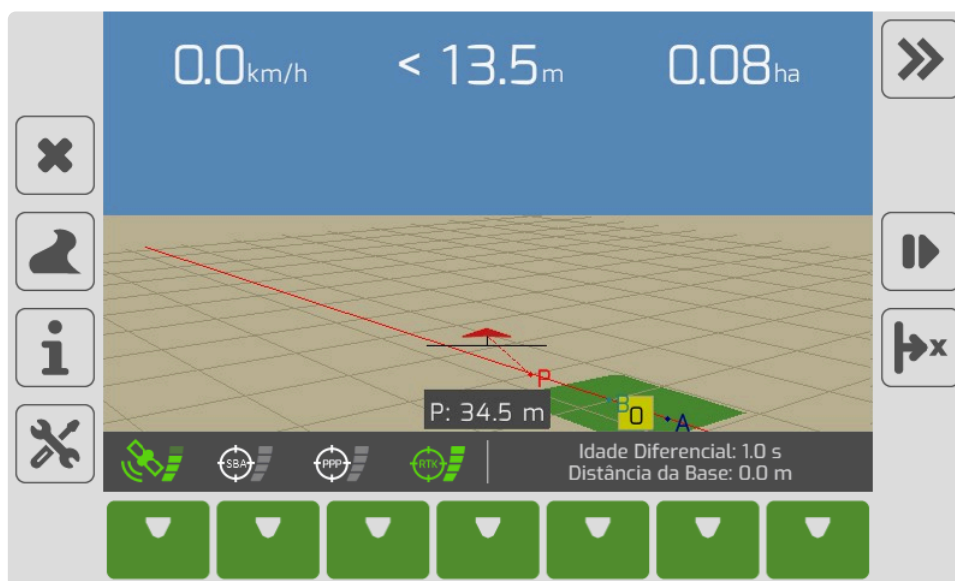 0.0km/h < 13.5m 0.08ha
P
B
0
A
P: 34.5 m
SBA
PPP
RTK
Idade Diferencial: 1.0 s
Distância da Base: 0.0 m
x